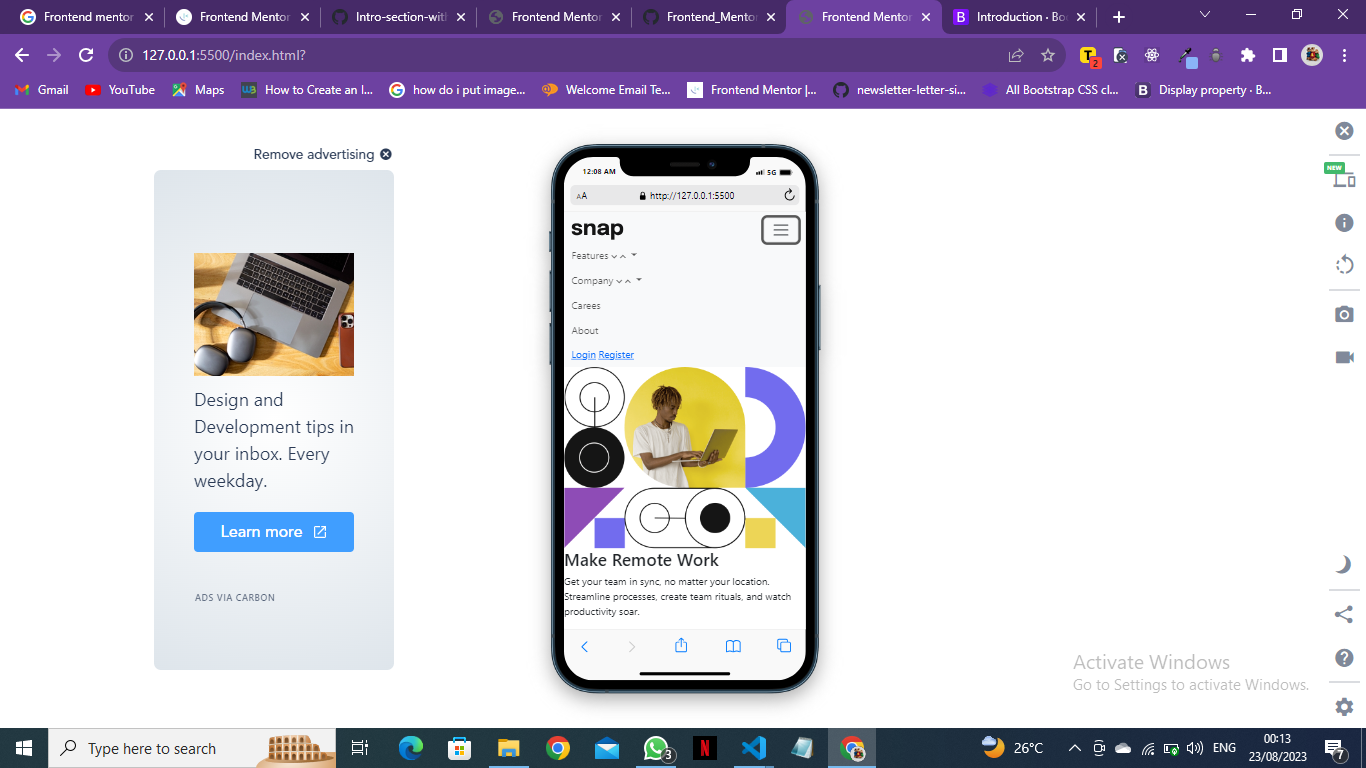 Frontend mentor
Frontend Mentor
Intro-section-with
Frontend Mentor
Frontend_Mentor
Frontend Mentor
Introduction · Bo
127.0.0.1:5500/index.html?
2
Gmail
YouTube
Maps
How to Create an I...
how do i put image...
Welcome Email Te...
Frontend Mentor |...
newsletter-letter-si...
All Bootstrap CSS cl...
Display property · B...
Remove advertising
Design and
Development tips in
your inbox. Every
weekday.
Learn more
ADS VIA CARBON
12:08 AM
5G
AA
http://127.0.0.1:5500
snap
Features
Company
Carees
About
Login Register
Make Remote Work
Get your team in sync, no matter your location.
Streamline processes, create team rituals, and watch
productivity soar.
NEW
Activate Windows
Go to Settings to activate Windows.
Type here to search
3
26°C
ENG
00:13
23/08/2023
7